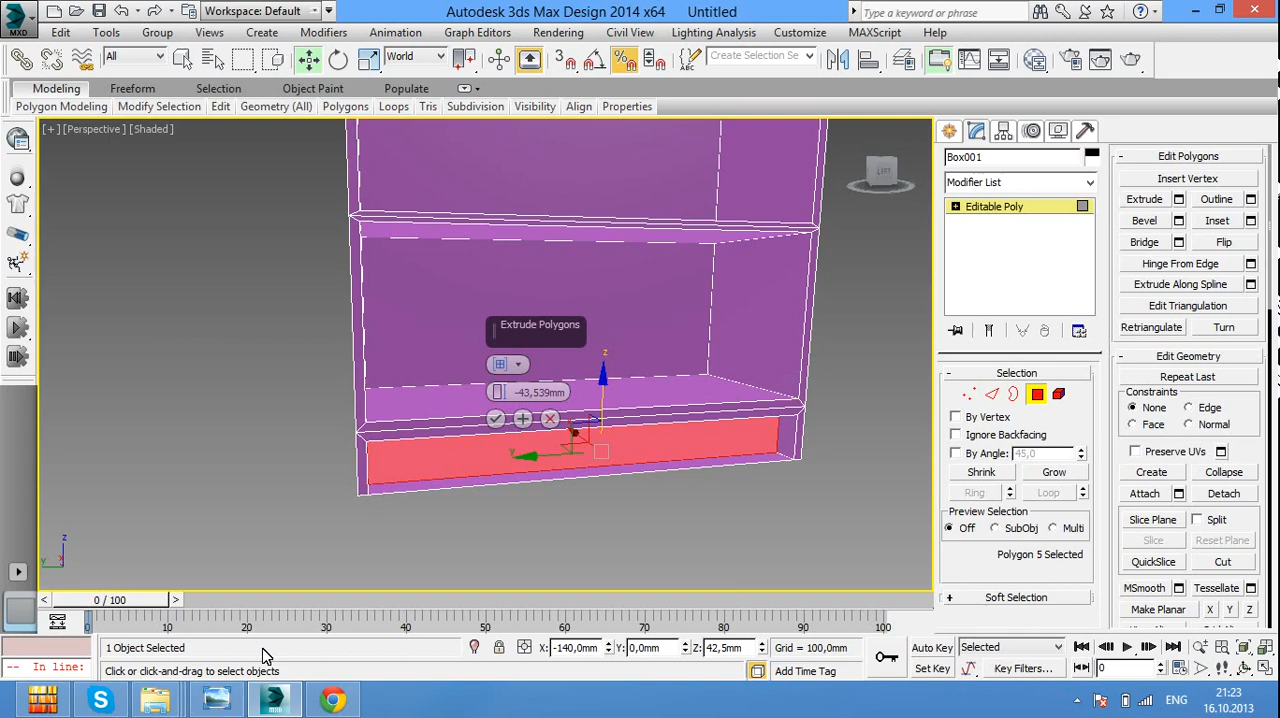 Workspace: Default
Autodesk 3ds Max Design 2014 x64
Untitled
Type a keyword or phrase
MXD
Edit
Tools
Group
Views
Create
Modifiers
Animation
Graph Editors
Rendering
Civil View
Lighting Analysis
Customize
MAXScript
Help
All
World
Create Selection Se
Modeling
Freeform
Selection
Object Paint
Populate
Polygon Modeling
Modify Selection
Edit
Geometry (All)
Polygons
Loops
Tris
Subdivision
Visibility
Align
Properties
[+] [Perspective] [Shaded]
LEFT
Extrude Polygons
-43,539mm
z
y
z
y
x
Box001
Modifier List
Editable Poly
Selection
By Vertex
Ignore Backfacing
By Angle: 45,0
Shrink
Grow
Ring
Loop
Preview Selection
Off
SubObj
Multi
Polygon 5 Selected
Soft Selection
Edit Polygons
Insert Vertex
Extrude
Outline
Bevel
Inset
Bridge
Flip
Hinge From Edge
Extrude Along Spline
Edit Triangulation
Retriangulate
Turn
Edit Geometry
Repeat Last
Constraints
None
Edge
Face
Normal
Preserve UVs
Create
Collapse
Attach
Detach
Slice Plane
Split
Slice
Reset Plane
QuickSlice
Cut
MSmooth
Tessellate
Make Planar
X
Y
Z
0 / 100
0 10 20 30 40 50 60 70 80 90 100
1 Object Selected
X: -140,0mm
Y: 0,0mm
Z: 42,5mm
Grid = 100,0mm
Auto Key
Selected
In line:
Click or click-and-drag to select objects
Add Time Tag
Set Key
Key Filters...
0
ENG
21:23
16.10.2013